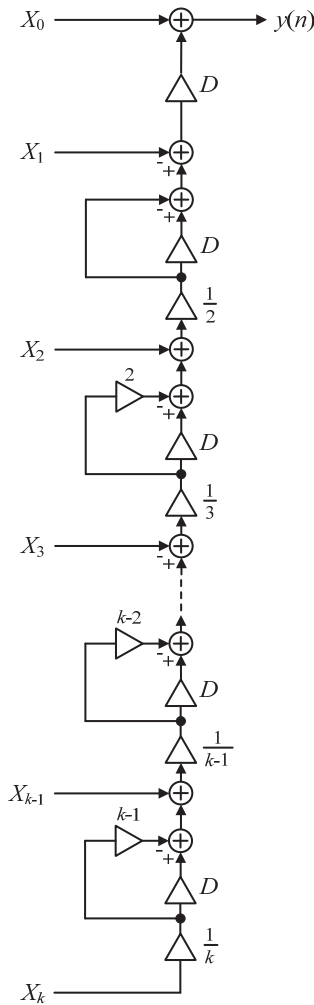 X₀ y(n)
D
X₁
- +
- +
D
1/2
X₂
2
- +
D
1/3
X₃
- +
k-2
- +
D
1/(k-1)
Xₖ₋₁
k-1
- +
D
1/k
Xₖ